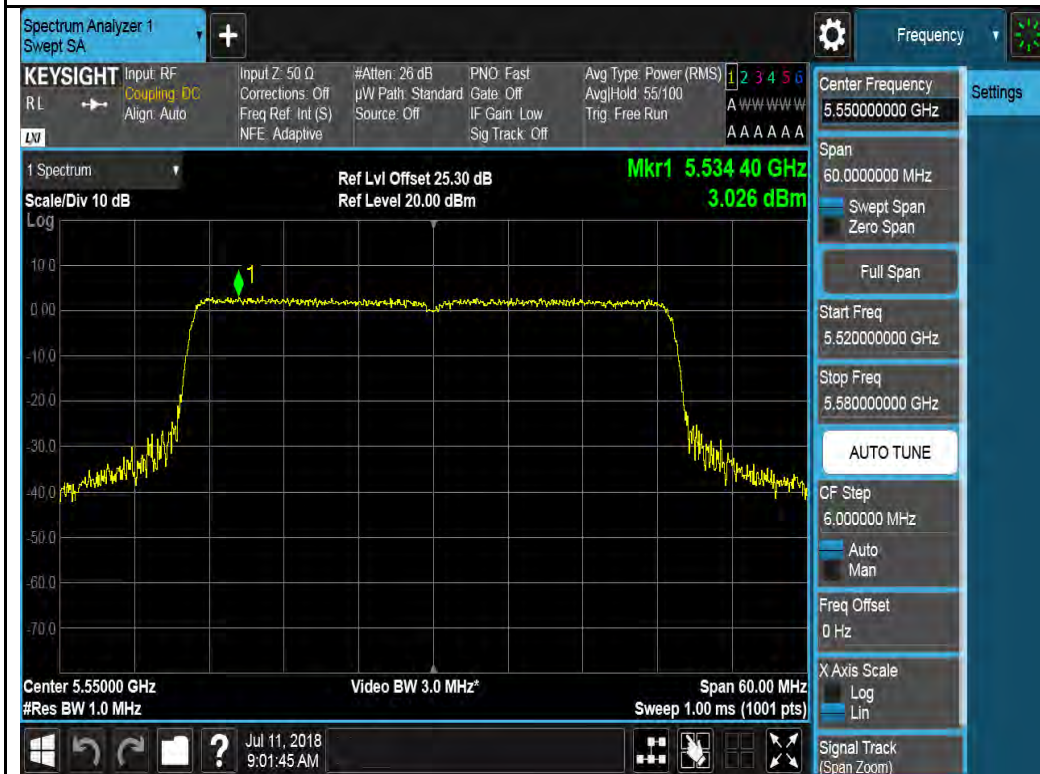 Spectrum Analyzer 1
Swept SA
+
Frequency
KEYSIGHT
R L
LXI
Input: RF
Coupling: DC
Align: Auto
Input Z: 50 Ω
Corrections: Off
Freq Ref: Int (S)
NFE: Adaptive
#Atten: 26 dB
µW Path: Standard
Source: Off
PNO: Fast
Gate: Off
IF Gain: Low
Sig Track: Off
Avg Type: Power (RMS)
Avg|Hold: 55/100
Trig: Free Run
1 2 3 4 5 6
A W W W W W
A A A A A A
1 Spectrum
Scale/Div 10 dB
Ref Lvl Offset 25.30 dB
Ref Level 20.00 dBm
Mkr1 5.534 40 GHz
3.026 dBm
Log
10.0
0.00
-10.0
-20.0
-30.0
-40.0
-50.0
-60.0
-70.0
1
Center 5.55000 GHz
#Res BW 1.0 MHz
Video BW 3.0 MHz*
Span 60.00 MHz
Sweep 1.00 ms (1001 pts)
?
Jul 11, 2018
9:01:45 AM
Center Frequency
5.550000000 GHz
Span
60.0000000 MHz
Swept Span
Zero Span
Full Span
Start Freq
5.520000000 GHz
Stop Freq
5.580000000 GHz
AUTO TUNE
CF Step
6.000000 MHz
Auto
Man
Freq Offset
0 Hz
X Axis Scale
Log
Lin
Signal Track
(Span Zoom)
Settings